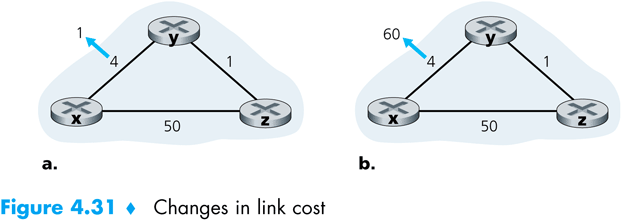 1
4
y
1
x
z
50
a.
60
4
y
1
x
z
50
b.
Figure 4.31 ♦ Changes in link cost